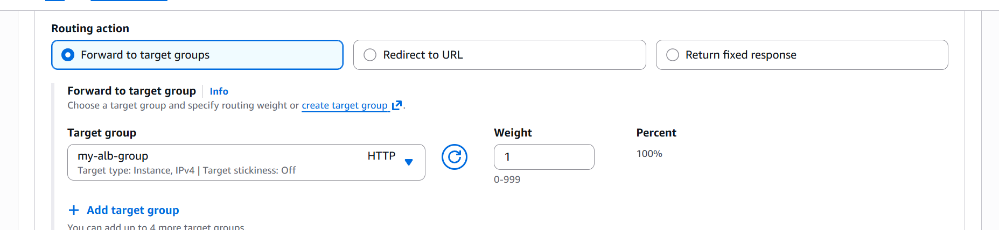 Routing action
Forward to target groups
Redirect to URL
Return fixed response
Forward to target group
Info
Choose a target group and specify routing weight or create target group .
Target group
Weight
Percent
my-alb-group
HTTP
Target type: Instance, IPv4 | Target stickiness: Off
1
100%
0-999
+ Add target group
You can add up to 4 more target groups.